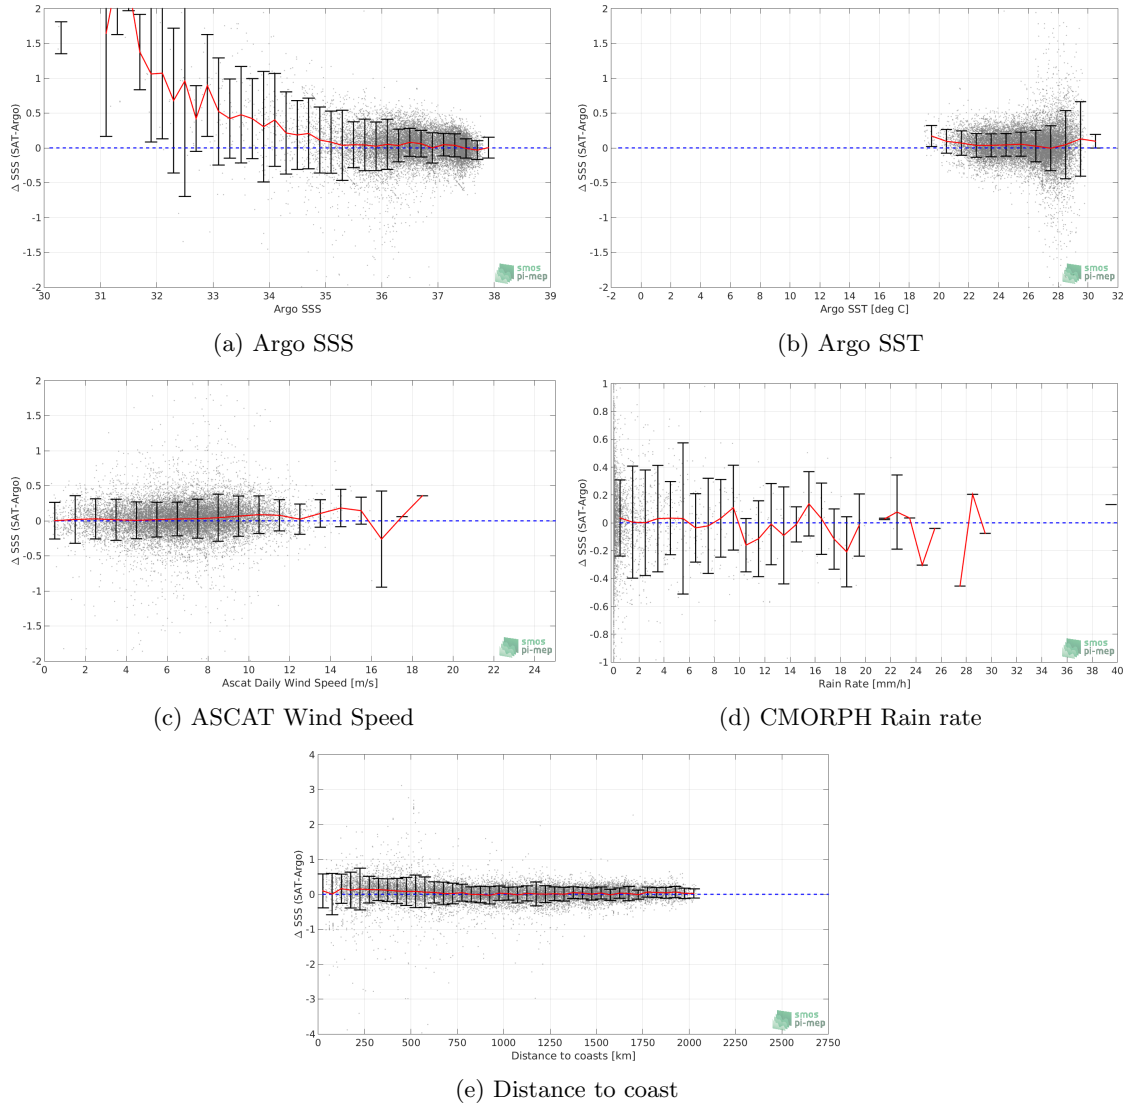 2
1.5
1
0.5
0
-0.5
-1
-1.5
-2
Δ SSS (SAT-Argo)
30 31 32 33 34 35 36 37 38 39
Argo SSS
smos
pi-mep
(a) Argo SSS
2
1.5
1
0.5
0
-0.5
-1
-1.5
-2
Δ SSS (SAT-Argo)
-2 0 2 4 6 8 10 12 14 16 18 20 22 24 26 28 30 32
Argo SST [deg C]
smos
pi-mep
(b) Argo SST
2
1.5
1
0.5
0
-0.5
-1
-1.5
-2
Δ SSS (SAT-Argo)
0 2 4 6 8 10 12 14 16 18 20 22 24
Ascat Daily Wind Speed [m/s]
smos
pi-mep
(c) ASCAT Wind Speed
1
0.8
0.6
0.4
0.2
0
-0.2
-0.4
-0.6
-0.8
-1
Δ SSS (SAT-Argo)
0 2 4 6 8 10 12 14 16 18 20 22 24 26 28 30 32 34 36 38 40
Rain Rate [mm/h]
smos
pi-mep
(d) CMORPH Rain rate
4
3
2
1
0
-1
-2
-3
-4
Δ SSS (SAT-Argo)
0 250 500 750 1000 1250 1500 1750 2000 2250 2500 2750
Distance to coasts [km]
smos
pi-mep
(e) Distance to coast